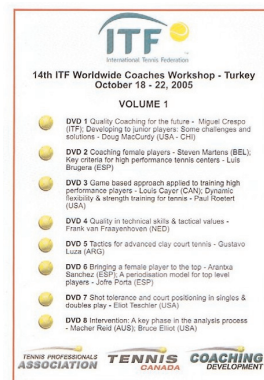 ITF
International Tennis Federation
14th ITF Worldwide Coaches Workshop - Turkey
October 18 - 22, 2005
VOLUME 1
DVD 1 Quality Coaching for the future - Miguel Crespo
(ITF); Developing to junior players: Some challenges and
solutions - Doug MacCurdy (USA - CHI)
DVD 2 Coaching female players - Steven Martens (BEL);
Key criteria for high performance tennis centers - Luis
Brugera (ESP)
DVD 3 Game based approach applied to training high
performance players - Louis Cayer (CAN); Dynamic
flexibility & strength training for tennis - Paul Roetert
(USA)
DVD 4 Quality in technical skills & tactical values -
Frank van Fraayenhoven (NED)
DVD 5 Tactics for advanced clay court tennis - Gustavo
Luza (ARG)
DVD 6 Bringing a female player to the top - Arantxa
Sanchez (ESP); A periodisation model for top level
players - Jofre Porta (ESP)
DVD 7 Shot tolerance and court positioning in singles &
doubles play - Eliot Teschler (USA)
DVD 8 Intervention: A key phase in the analysis process
- Macher Reid (AUS); Bruce Elliot (USA)
TENNIS PROFESSIONALS
ASSOCIATION
TENNIS
CANADA
COACHING
DEVELOPMENT